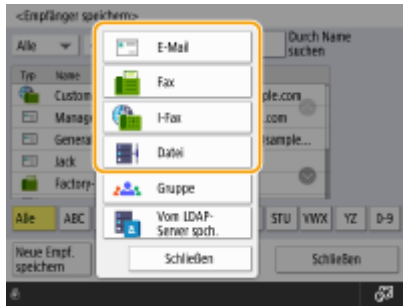 <Empfänger speichern>
Alle
Durch Name
suchen
Typ Name
Custom
ple.com
Manag
.com
Genera
sample...
Jack
Factory-
E-Mail
Fax
I-Fax
Datei
Gruppe
Vom LDAP-
Server spch.
Schließen
Alle ABC STU VWX YZ 0-9
Neue Empf.
speichern
Schließen